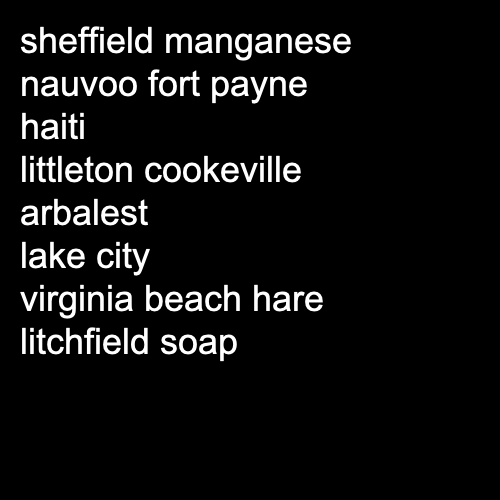 sheffield manganese
nauvoo fort payne
haiti
littleton cookeville
arbalest
lake city
virginia beach hare
litchfield soap